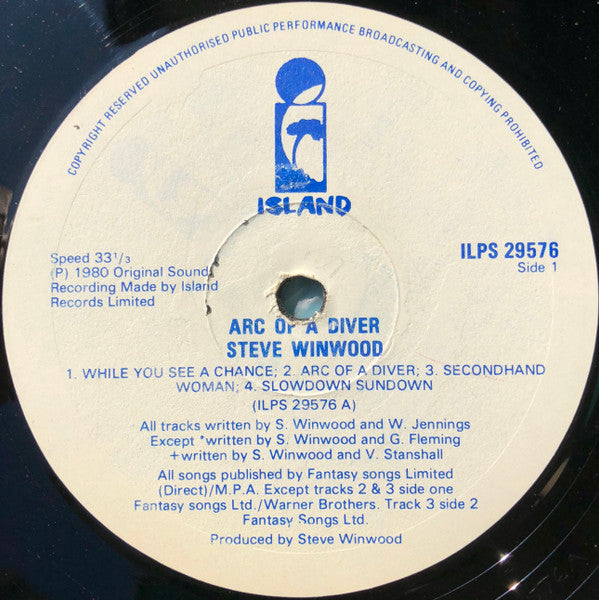 COPYRIGHT RESERVED UNAUTHORISED PUBLIC PERFORMANCE BROADCASTING AND COPYING PROHIBITED
ISLAND
ILPS 29576
Side 1
Speed 33 1/3
(P) 1980 Original Sound
Recording Made by Island
Records Limited
ARC OF A DIVER
STEVE WINWOOD
1. WHILE YOU SEE A CHANCE; 2. ARC OF A DIVER; 3. SECONDHAND
WOMAN; 4. SLOWDOWN SUNDOWN
(ILPS 29576 A)
All tracks written by S. Winwood and W. Jennings
Except *written by S. Winwood and G. Fleming
+written by S. Winwood and V. Stanshall
All songs published by Fantasy songs Limited
(Direct)/M.P.A. Except tracks 2 & 3 side one
Fantasy songs Ltd./Warner Brothers. Track 3 side 2
Fantasy Songs Ltd.
Produced by Steve Winwood